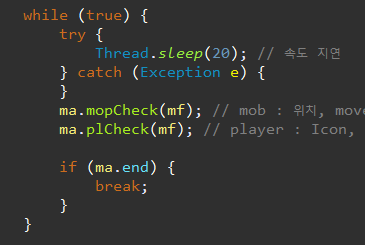 while (true) {
try {
Thread.sleep(20); // 속도 지연
} catch (Exception e) {
}
ma.mopCheck(mf); // mob : 위치, move
ma.plCheck(mf); // player : Icon,
if (ma.end) {
break;
}
}